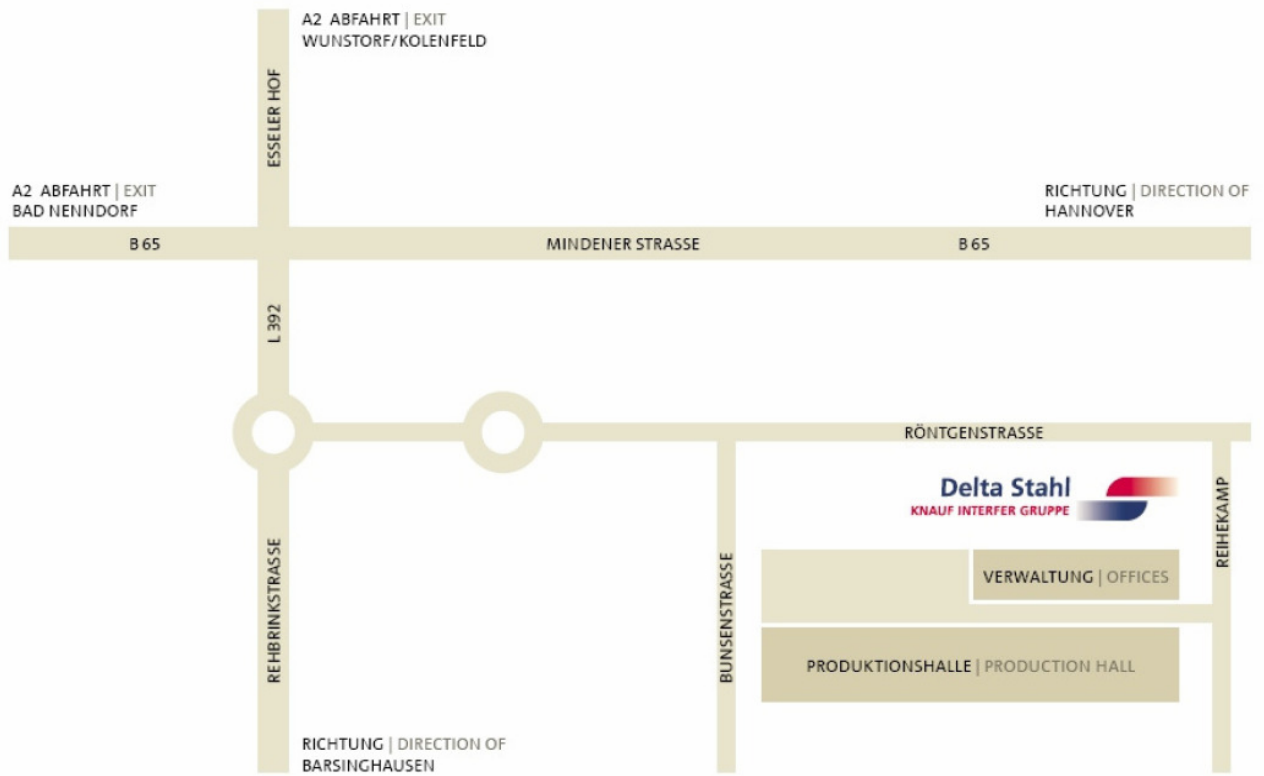 A2 ABFAHRT | EXIT
WUNSTORF/KOLENFELD
ESSELER HOF
A2 ABFAHRT | EXIT
BAD NENNDORF
RICHTUNG | DIRECTION OF
HANNOVER
B 65
MINDENER STRASSE
B 65
L 392
RÖNTGENSTRASSE
Delta Stahl
KNAUF INTERFER GRUPPE
REIHEKAMP
REHBRINKSTRASSE
BUNSENSTRASSE
VERWALTUNG | OFFICES
PRODUKTIONSHALLE | PRODUCTION HALL
RICHTUNG | DIRECTION OF
BARSINGHAUSEN